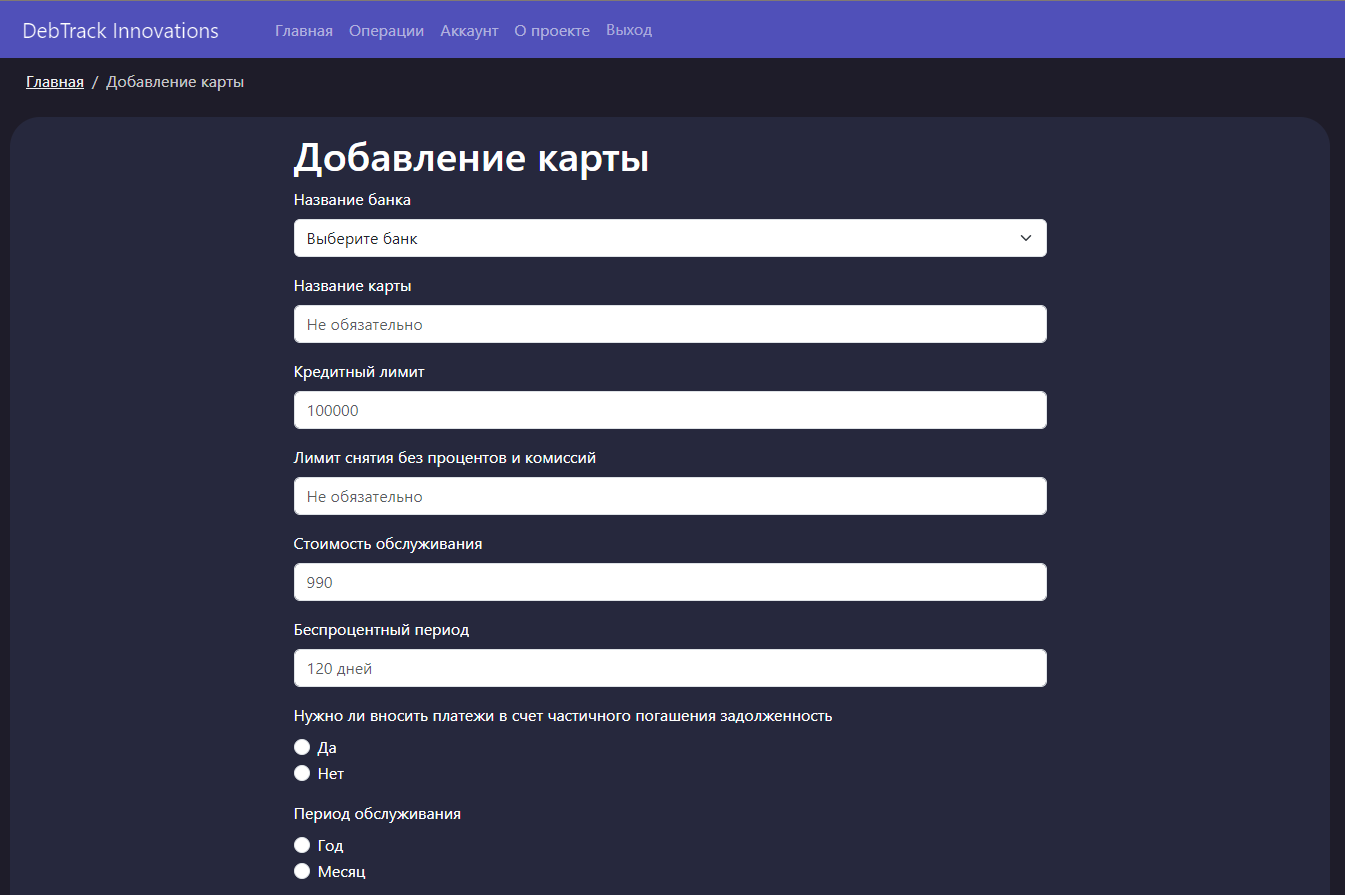 DebTrack Innovations Главная Операции Аккаунт О проекте Выход
Главная / Добавление карты
Добавление карты
Название банка
Выберите банк
Название карты
Не обязательно
Кредитный лимит
100000
Лимит снятия без процентов и комиссий
Не обязательно
Стоимость обслуживания
990
Беспроцентный период
120 дней
Нужно ли вносить платежи в счет частичного погашения задолженность
Да
Нет
Период обслуживания
Год
Месяц